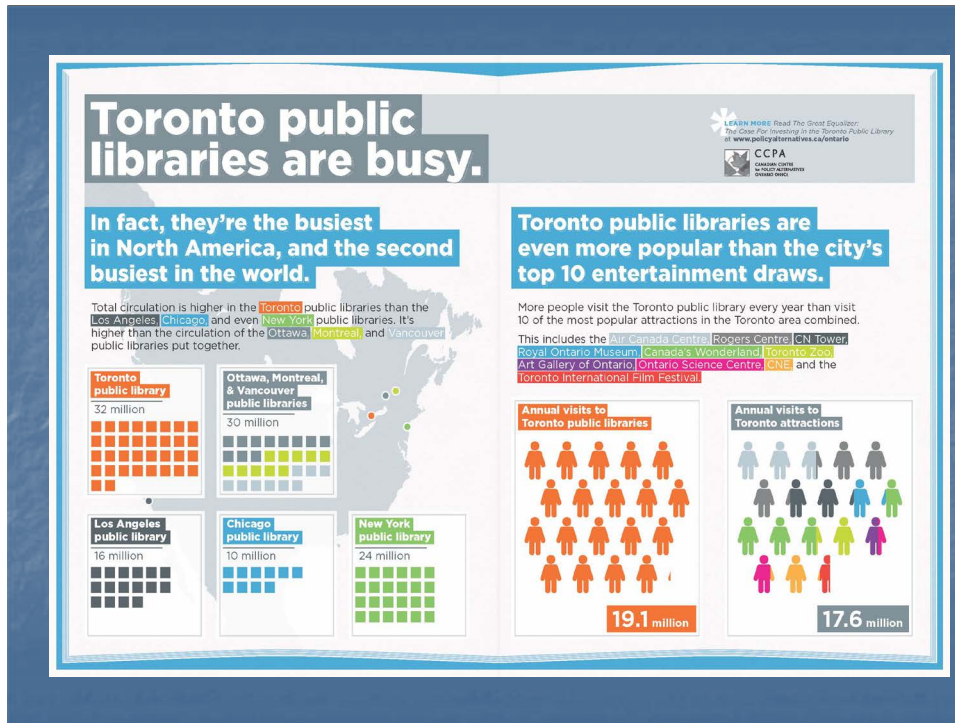 Toronto public
libraries are busy.
LEARN MORE Read The Great Equalizer:
The Case For Investing in the Toronto Public Library
at www.policyalternatives.ca/ontario
CCPA
CANADIAN CENTRE
for POLICY ALTERNATIVES
ONTARIO OFFICE
In fact, they're the busiest
in North America, and the second
busiest in the world.
Total circulation is higher in the Toronto public libraries than the
Los Angeles, Chicago, and even New York public libraries. It's
higher than the circulation of the Ottawa, Montreal, and Vancouver
public libraries put together.
Toronto
public library
32 million
Ottawa, Montreal,
& Vancouver
public libraries
30 million
Los Angeles
public library
16 million
Chicago
public library
10 million
New York
public library
24 million
Toronto public libraries are
even more popular than the city's
top 10 entertainment draws.
More people visit the Toronto public library every year than visit
10 of the most popular attractions in the Toronto area combined.
This includes the Air Canada Centre, Rogers Centre, CN Tower,
Royal Ontario Museum, Canada's Wonderland, Toronto Zoo,
Art Gallery of Ontario, Ontario Science Centre, CNE, and the
Toronto International Film Festival.
Annual visits to
Toronto public libraries
19.1 million
Annual visits to
Toronto attractions
17.6 million